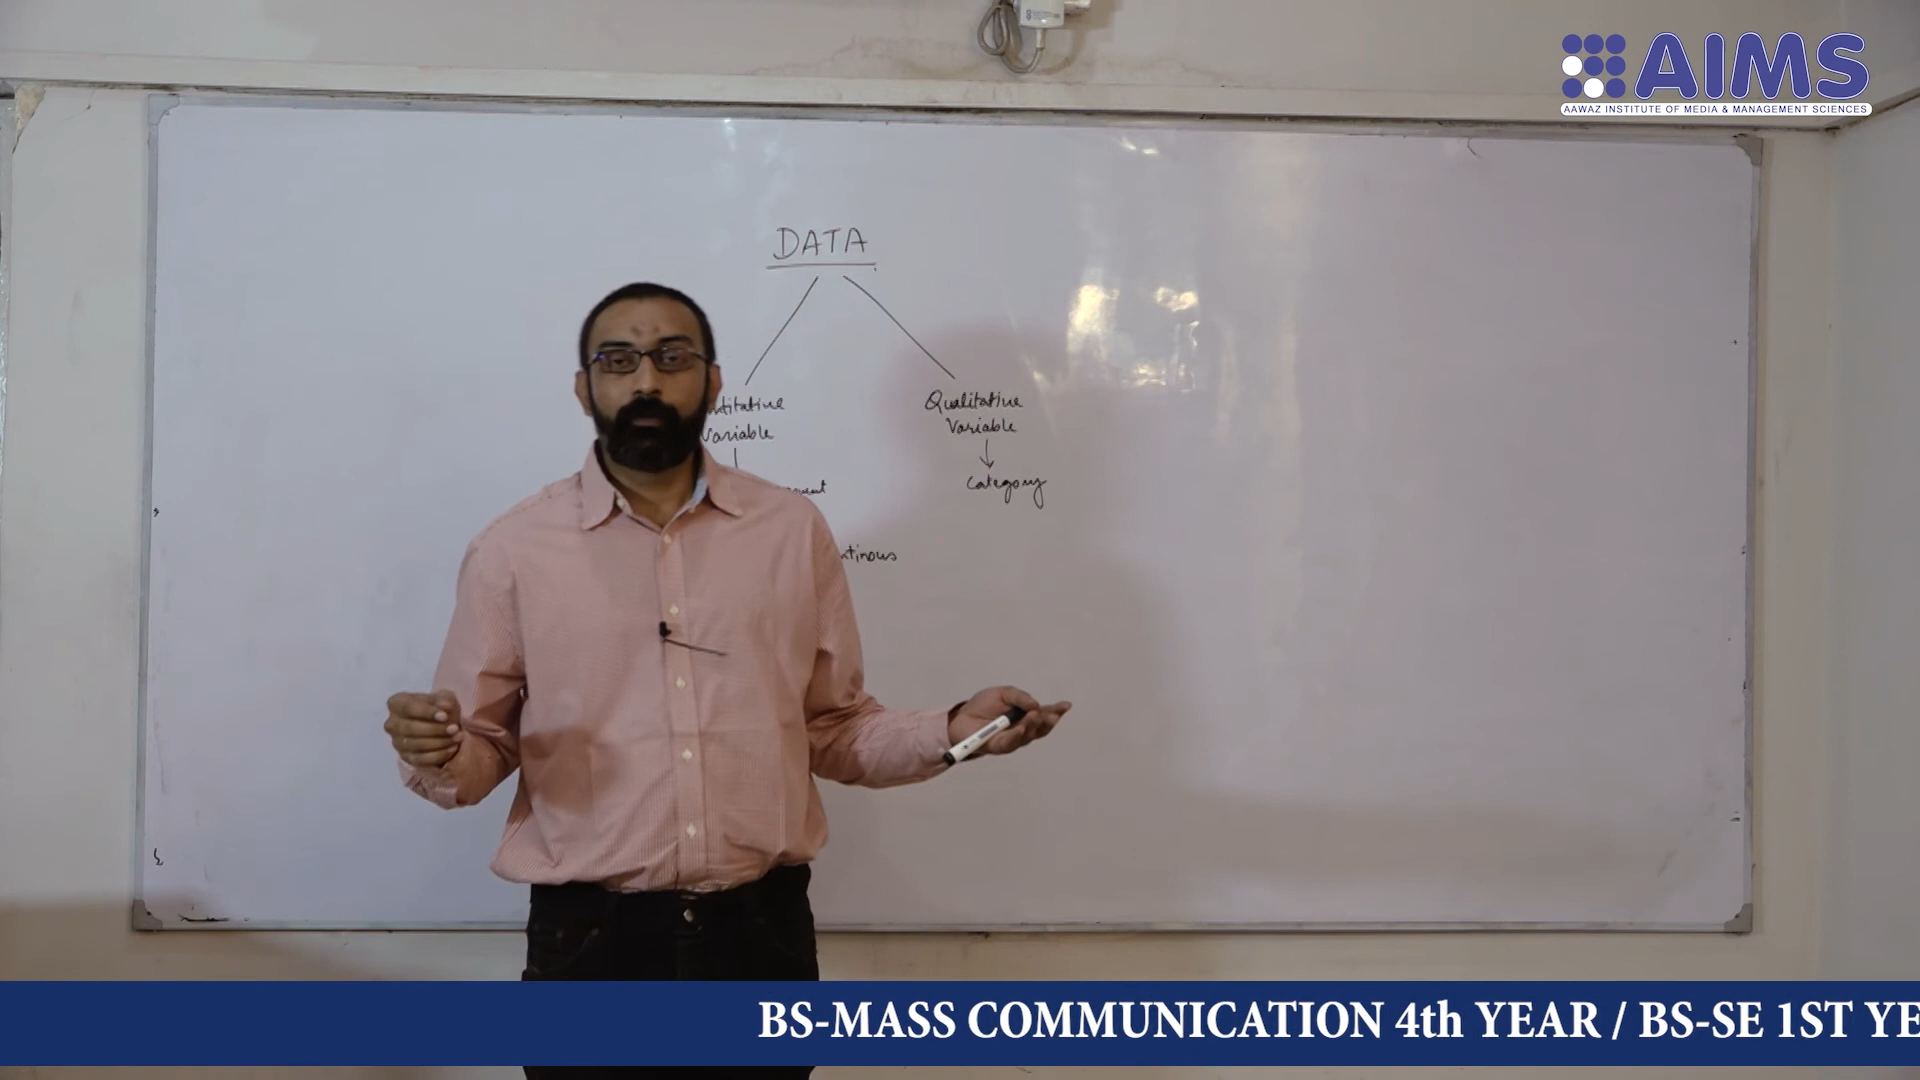 AIMS
AAWAZ INSTITUTE OF MEDIA & MANAGEMENT SCIENCES
DATA
Variable
Qualitative
Variable
Category
BS-MASS COMMUNICATION 4th YEAR / BS-SE 1ST YE